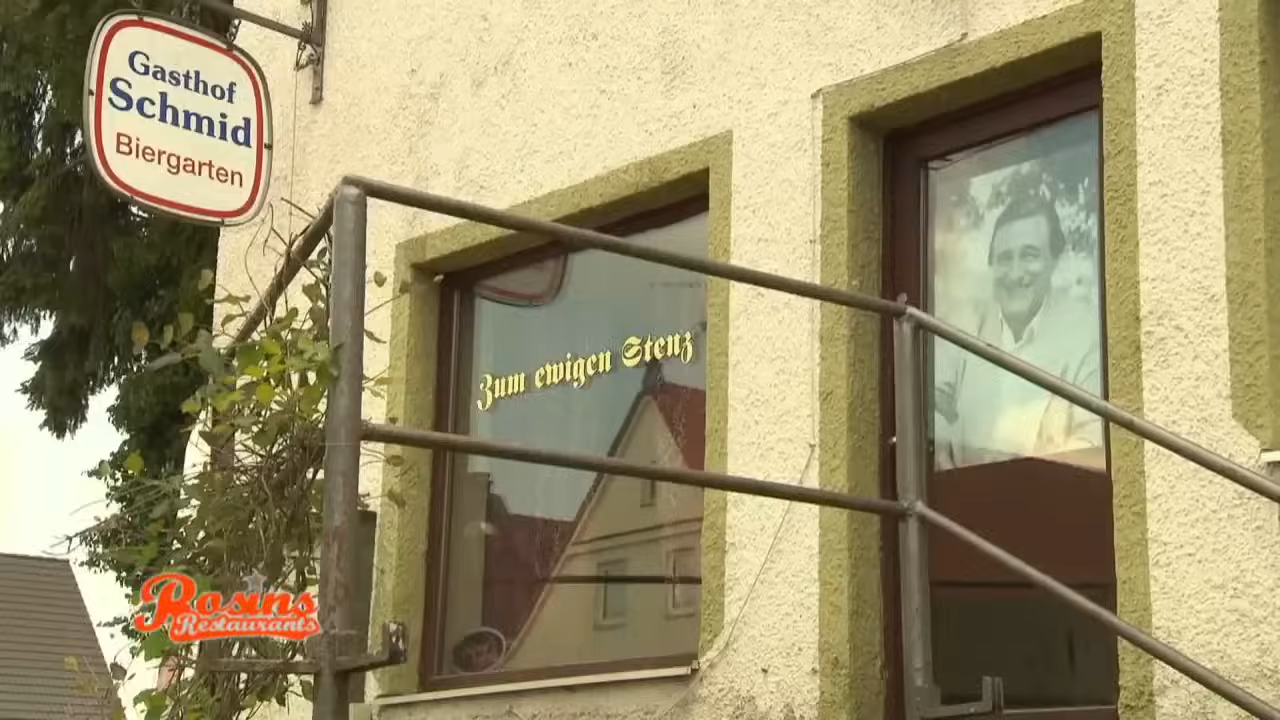 Gasthof
Schmid
Biergarten
Zum ewigen Stenz
Rosins
Restaurants